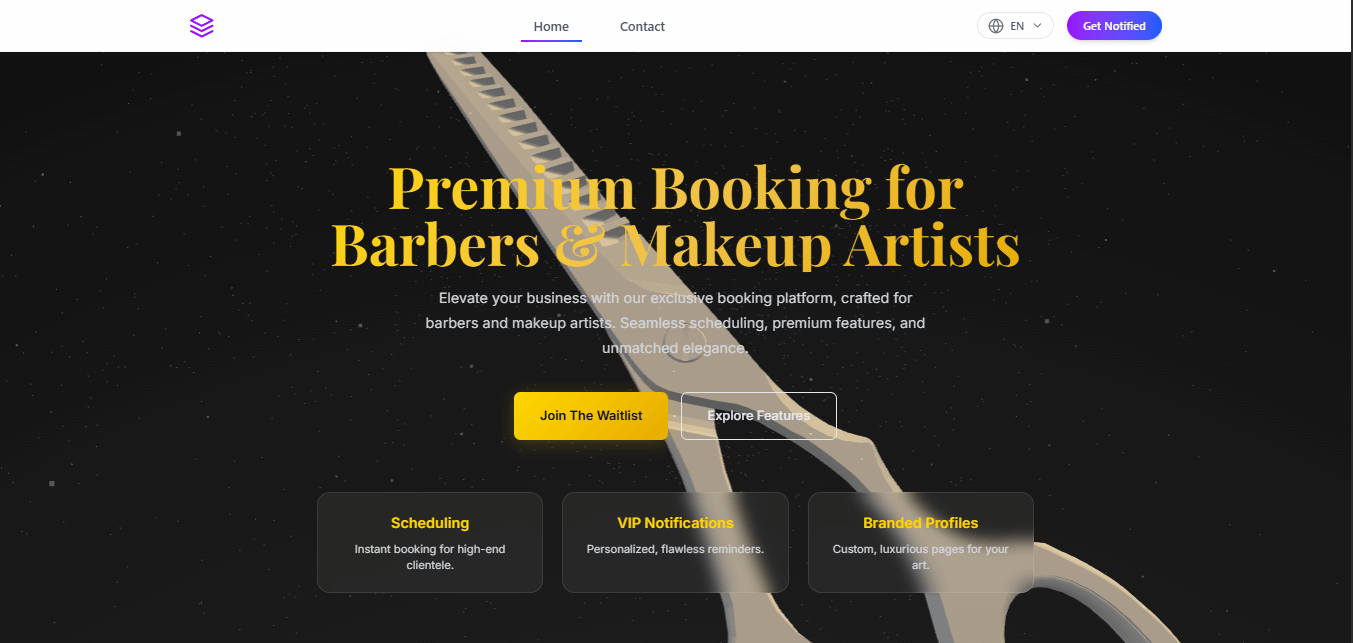 Home
Contact
EN
Get Notified
Premium Booking for
Barbers & Makeup Artists
Elevate your business with our exclusive booking platform, crafted for
barbers and makeup artists. Seamless scheduling, premium features, and
unmatched elegance.
Join The Waitlist
Explore Features
Scheduling
Instant booking for high-end
clientele.
VIP Notifications
Personalized, flawless reminders.
Branded Profiles
Custom, luxurious pages for your
art.